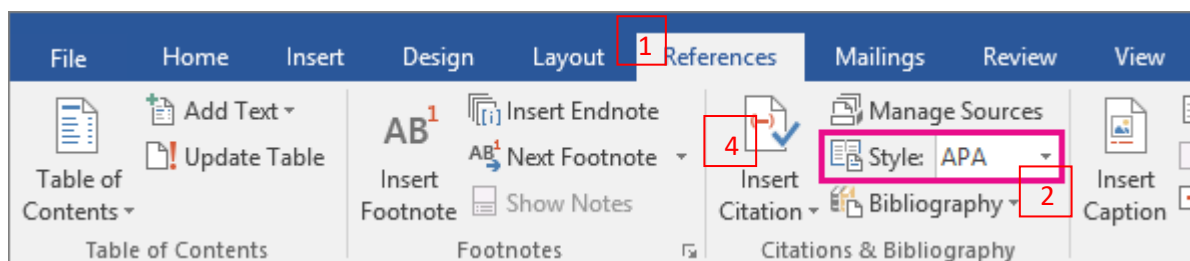 File Home Insert Design Layout 1 References Mailings Review View
Add Text
AB1 Insert Endnote
Manage Sources
Update Table
AB1 Next Footnote
4
Style: APA
Table of Contents
Insert Footnote
Show Notes
Insert Citation
Bibliography
2
Insert Caption
Table of Contents
Footnotes
Citations & Bibliography